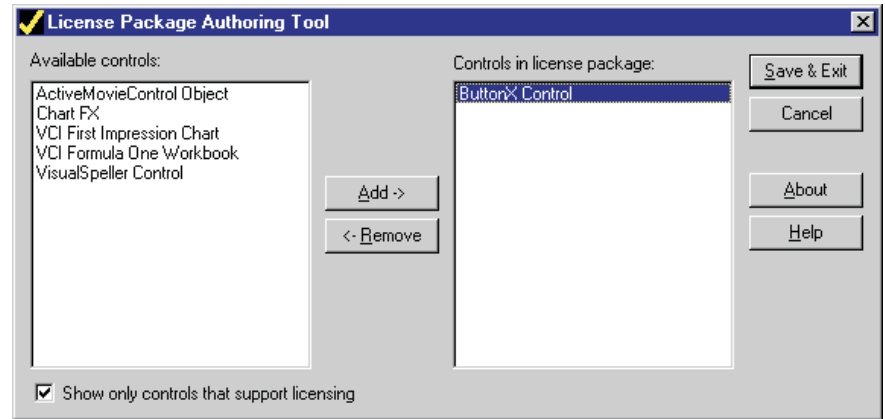 License Package Authoring Tool
Available controls:
ActiveMovieControl Object
Chart FX
VCI First Impression Chart
VCI Formula One Workbook
VisualSpeller Control
Add ->
<- Remove
Controls in license package:
ButtonX Control
Save & Exit
Cancel
About
Help
Show only controls that support licensing